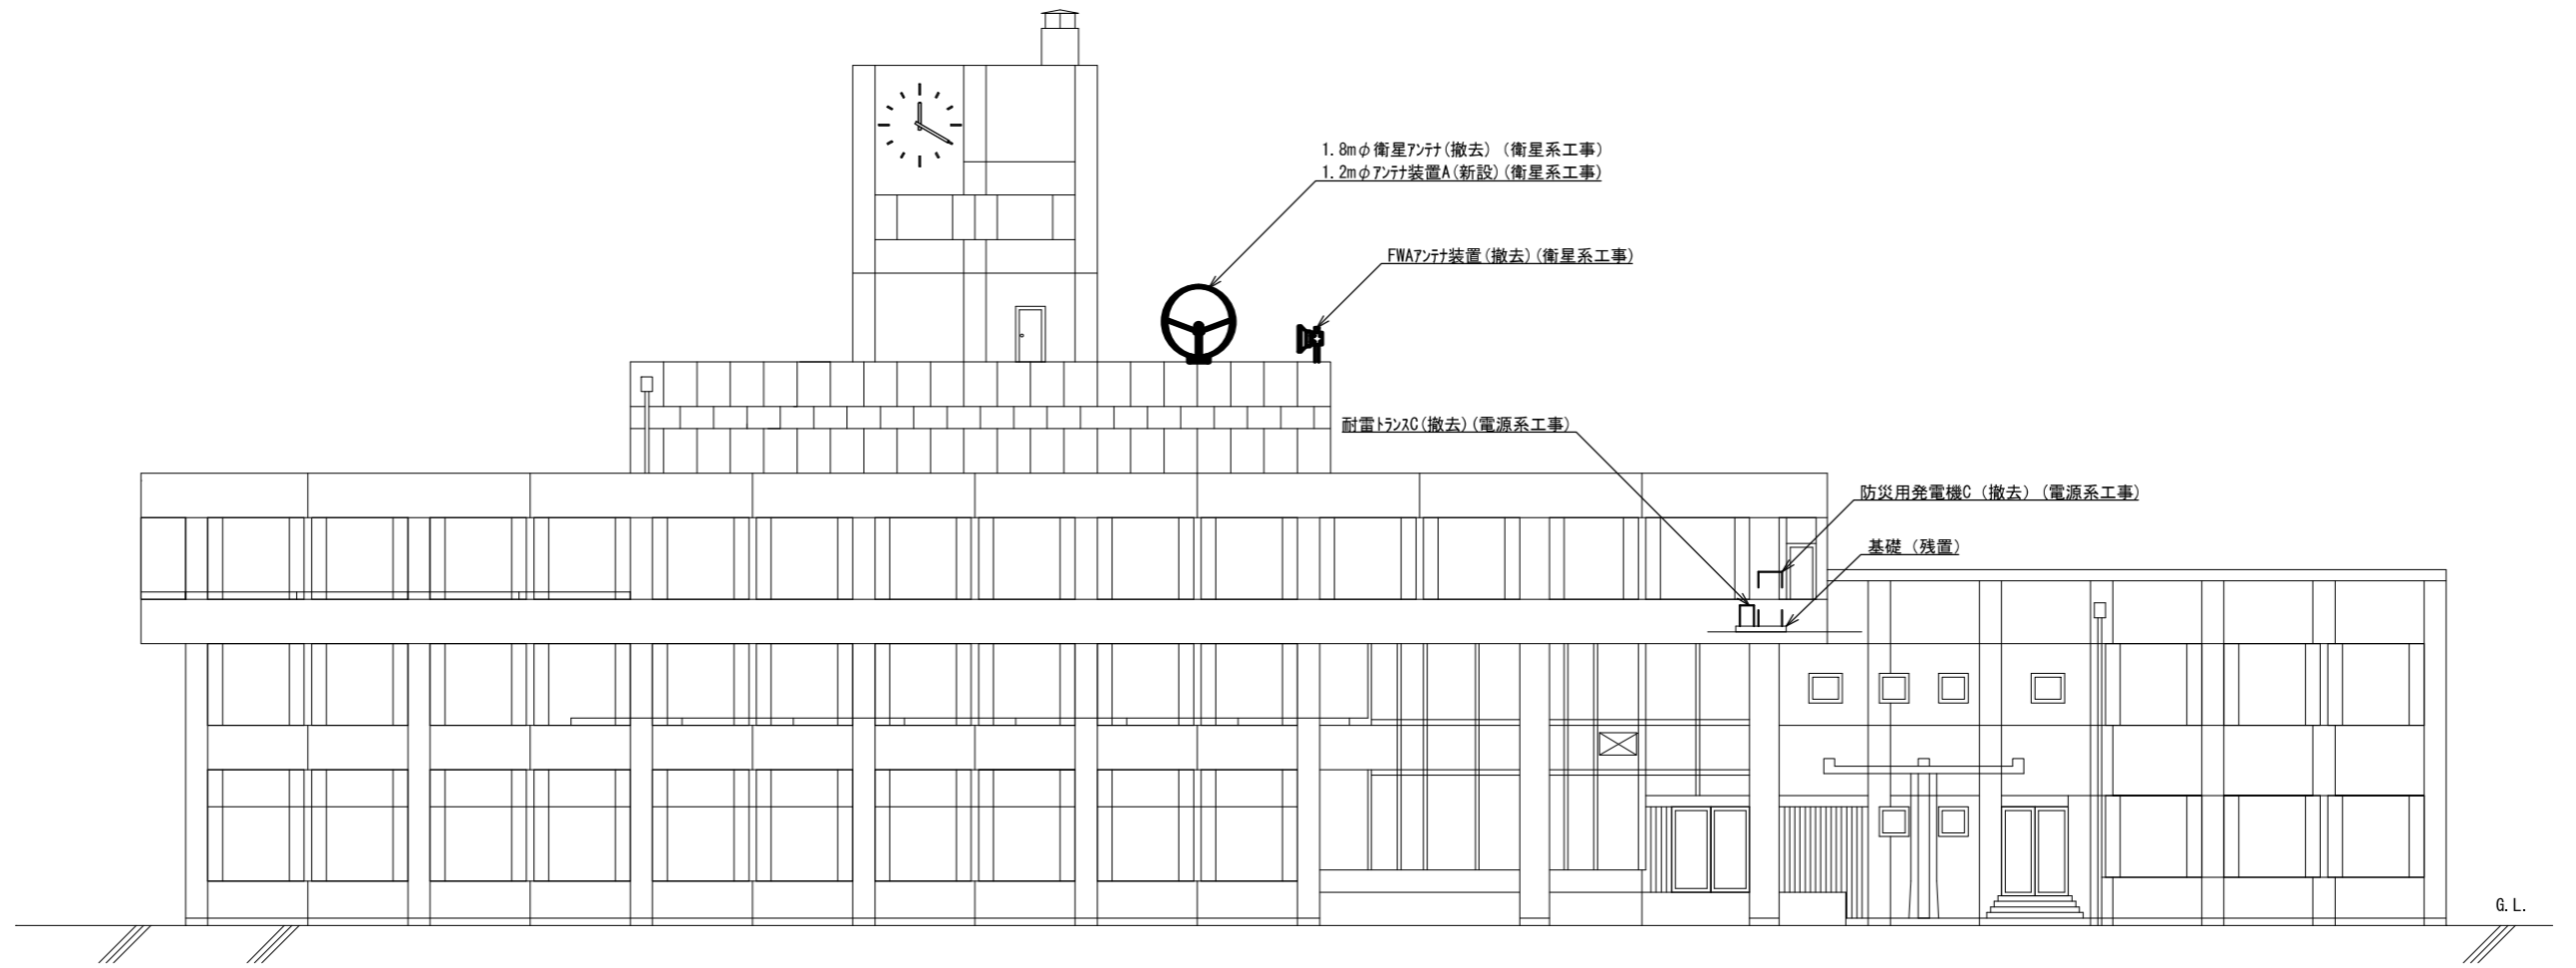 1.8mφ衛星ｱﾝﾃﾅ(撤去) (衛星系工事)
1.2mφｱﾝﾃﾅ装置A(新設)(衛星系工事)
FWAｱﾝﾃﾅ装置(撤去)(衛星系工事)
耐雷ﾄﾗﾝｽC(撤去)(電源系工事)
防災用発電機C (撤去) (電源系工事)
基礎 (残置)
G.L.